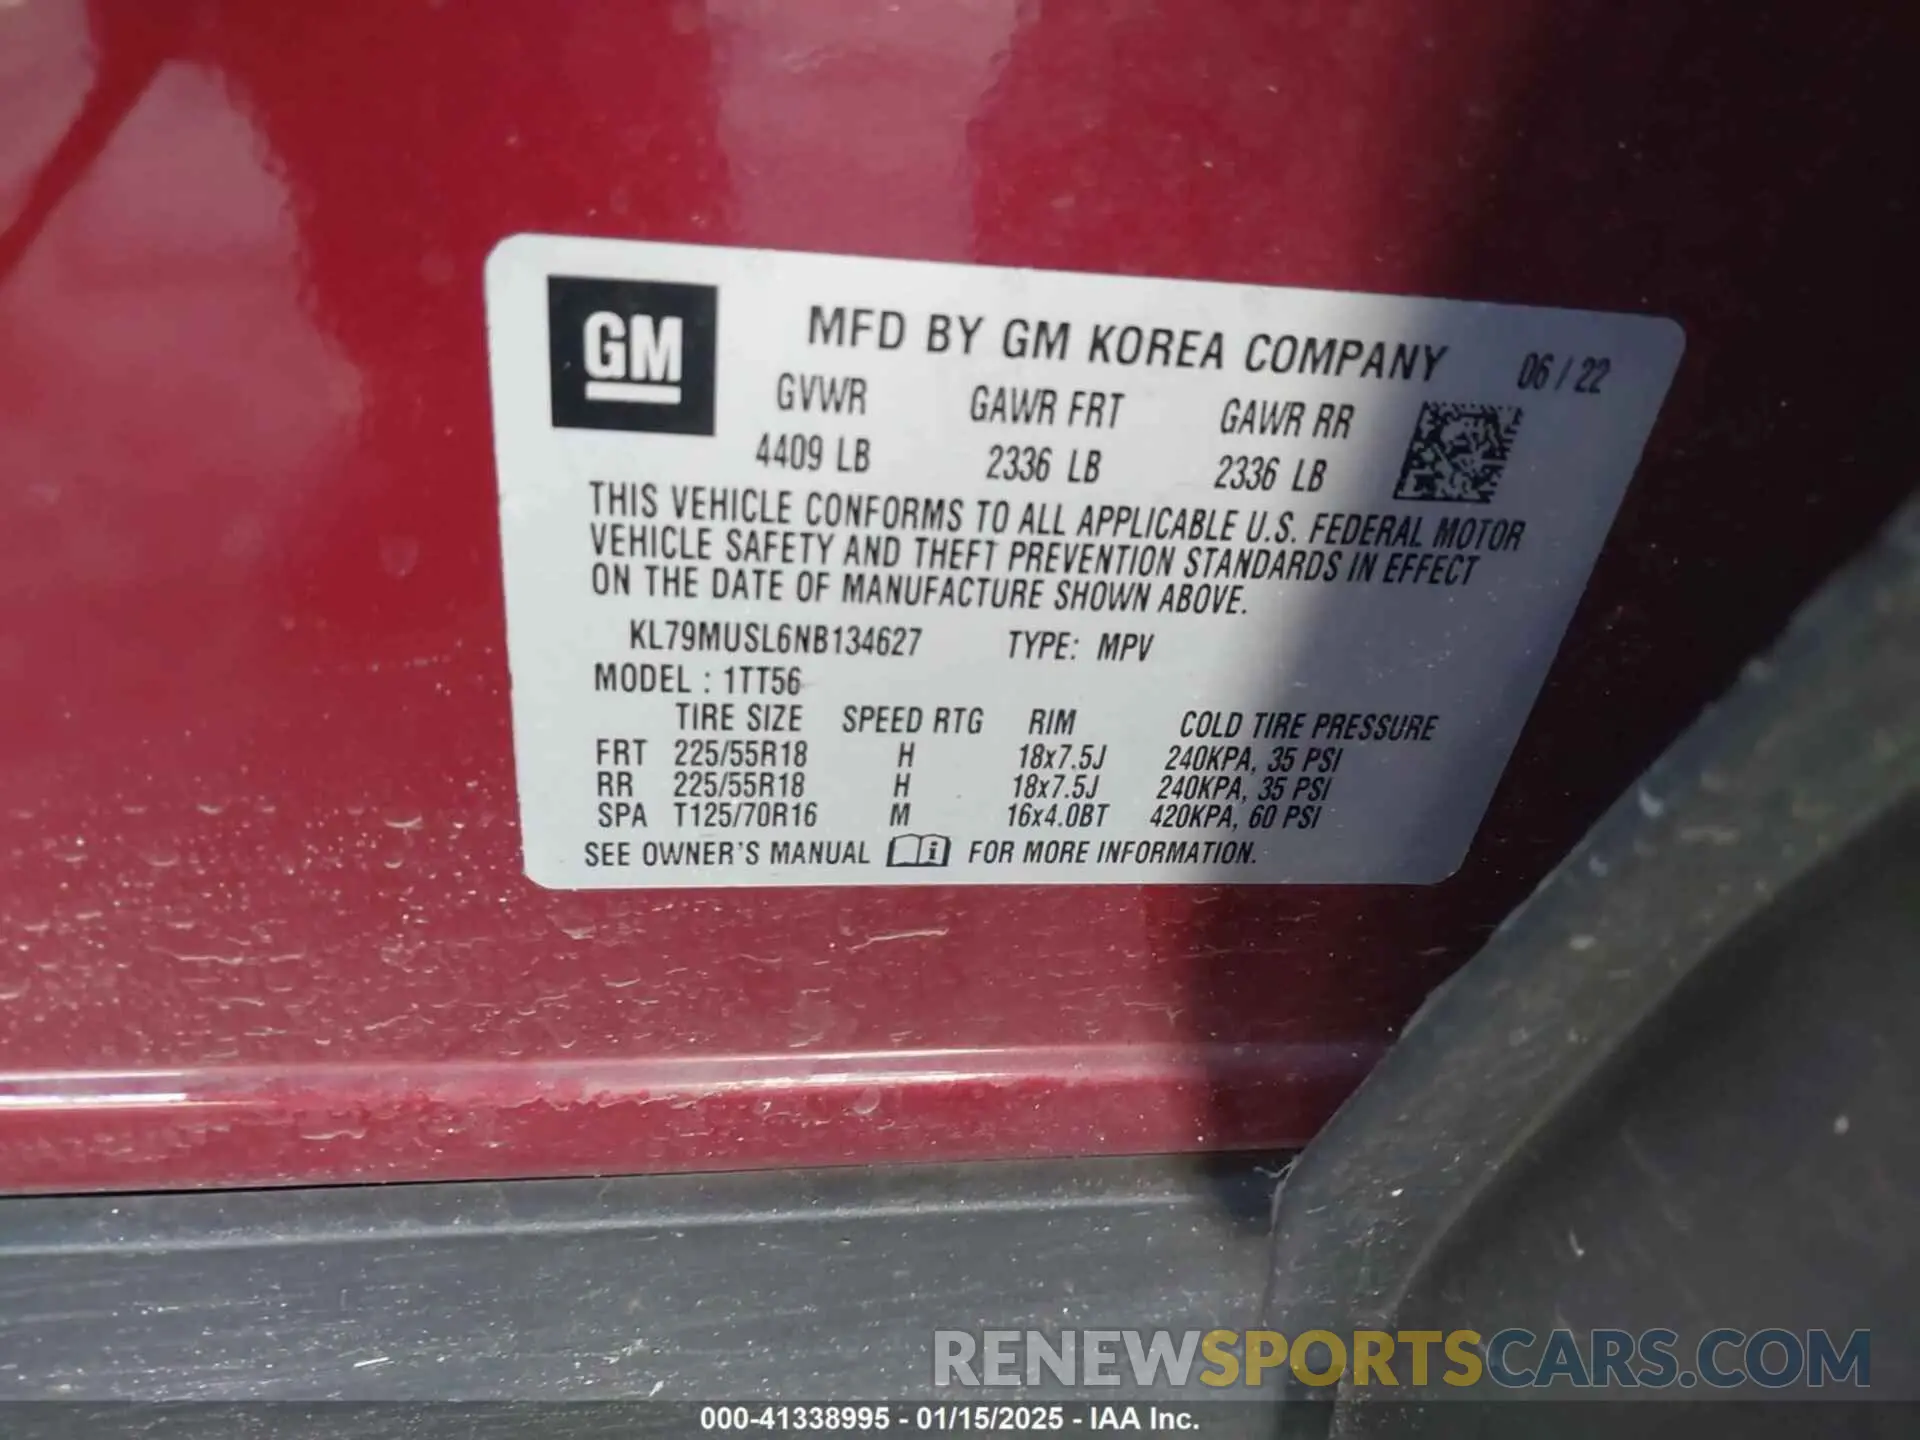 GM
MFD BY GM KOREA COMPANY 06 / 22
GVWR GAWR FRT GAWR RR
4409 LB 2336 LB 2336 LB
THIS VEHICLE CONFORMS TO ALL APPLICABLE U.S. FEDERAL MOTOR
VEHICLE SAFETY AND THEFT PREVENTION STANDARDS IN EFFECT
ON THE DATE OF MANUFACTURE SHOWN ABOVE.
KL79MUSL6NB134627 TYPE: MPV
MODEL : 1TT56
TIRE SIZE SPEED RTG RIM COLD TIRE PRESSURE
FRT 225/55R18 H 18x7.5J 240KPA, 35 PSI
RR 225/55R18 H 18x7.5J 240KPA, 35 PSI
SPA T125/70R16 M 16x4.0BT 420KPA, 60 PSI
SEE OWNER'S MANUAL i FOR MORE INFORMATION.
RENEWSPORTSCARS.COM
000-41338995 - 01/15/2025 - IAA Inc.